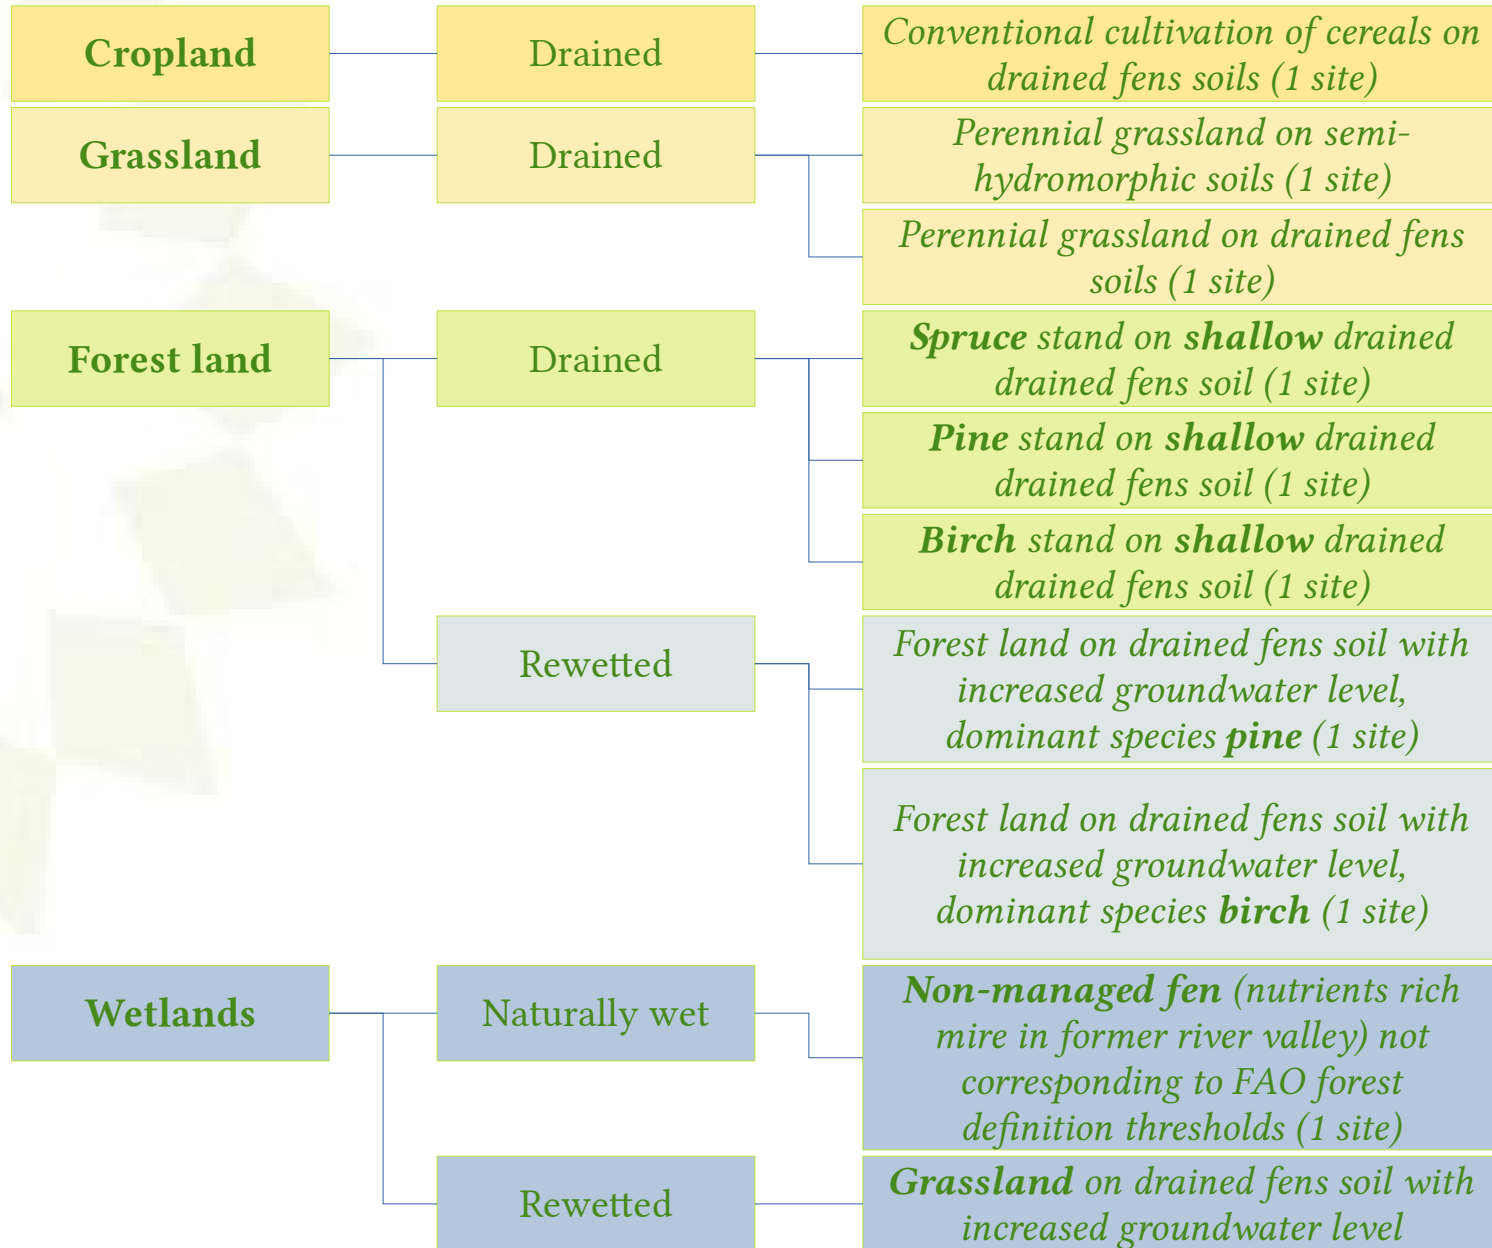 Cropland
Drained
Conventional cultivation of cereals on
drained fens soils (1 site)
Grassland
Drained
Perennial grassland on semi-
hydromorphic soils (1 site)
Perennial grassland on drained fens
soils (1 site)
Forest land
Drained
Spruce stand on shallow drained
drained fens soil (1 site)
Pine stand on shallow drained
drained fens soil (1 site)
Birch stand on shallow drained
drained fens soil (1 site)
Rewetted
Forest land on drained fens soil with
increased groundwater level,
dominant species pine (1 site)
Forest land on drained fens soil with
increased groundwater level,
dominant species birch (1 site)
Wetlands
Naturally wet
Non-managed fen (nutrients rich
mire in former river valley) not
corresponding to FAO forest
definition thresholds (1 site)
Rewetted
Grassland on drained fens soil with
increased groundwater level